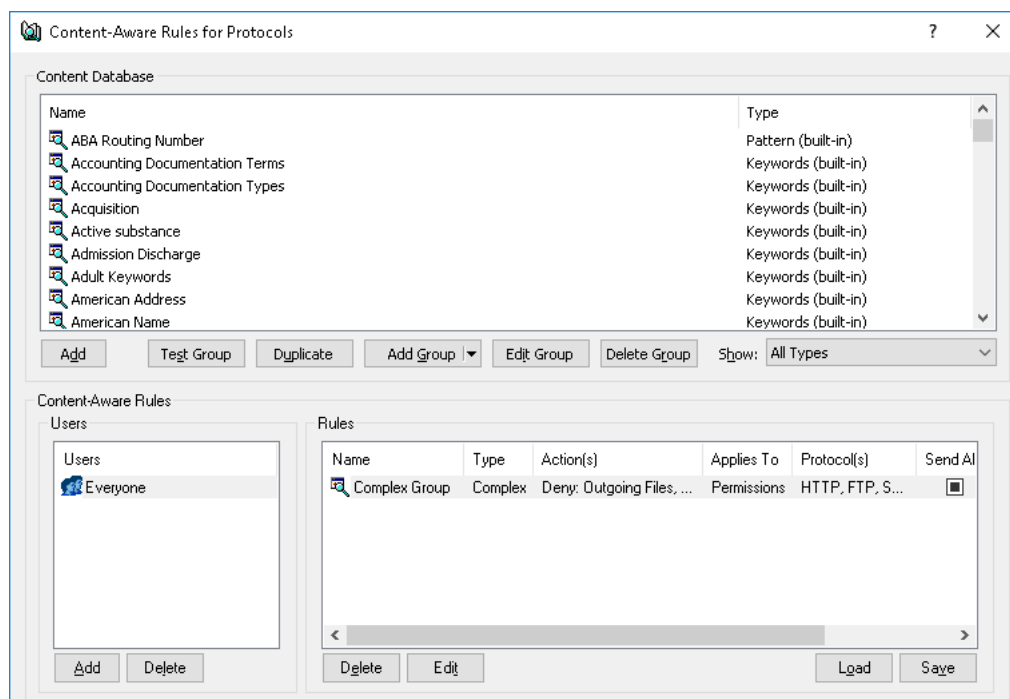 Content-Aware Rules for Protocols
?
Content Database
Name Type
ABA Routing Number Pattern (built-in)
Accounting Documentation Terms Keywords (built-in)
Accounting Documentation Types Keywords (built-in)
Acquisition Keywords (built-in)
Active substance Keywords (built-in)
Admission Discharge Keywords (built-in)
Adult Keywords Keywords (built-in)
American Address Keywords (built-in)
American Name Keywords (built-in)
Add Test Group Duplicate Add Group Edit Group Delete Group Show: All Types
Content-Aware Rules
Users Rules
Users Name Type Action(s) Applies To Protocol(s) Send Al
Everyone Complex Group Complex Deny: Outgoing Files, ... Permissions HTTP, FTP, S...
Add Delete Delete Edit Load Save